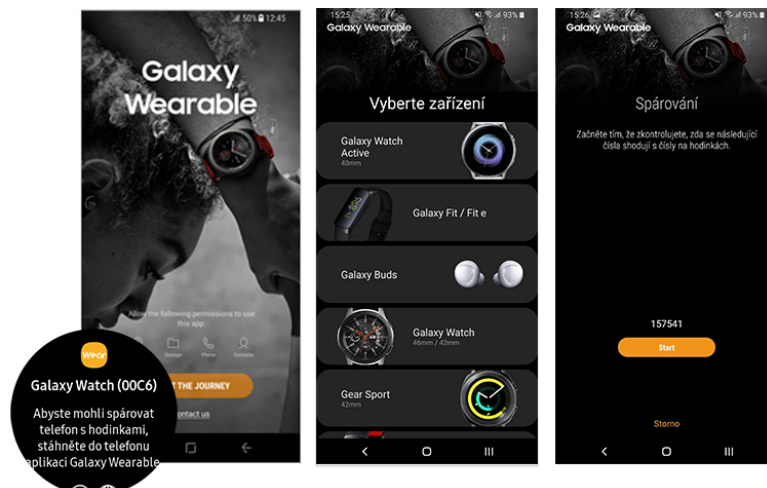 50% 12:45
Galaxy
Wearable
Allow the following permissions to use
this app.
Storage Phone Contacts
THE JOURNEY
contact us
Wear
Galaxy Watch (00C6)
Abyste mohli spárovat
telefon s hodinkami,
stáhněte do telefonu
aplikaci Galaxy Wearable
15:25 93%
Galaxy Wearable
Vyberte zařízení
Galaxy Watch
Active
40mm
Galaxy Fit / Fit e
Galaxy Buds
Galaxy Watch
46mm / 42mm
Gear Sport
42mm
15:26 93%
Galaxy Wearable
Spárování
Začněte tím, že zkontrolujete, zda se následující
čísla shodují s čísly na hodinkách.
157541
Start
Storno